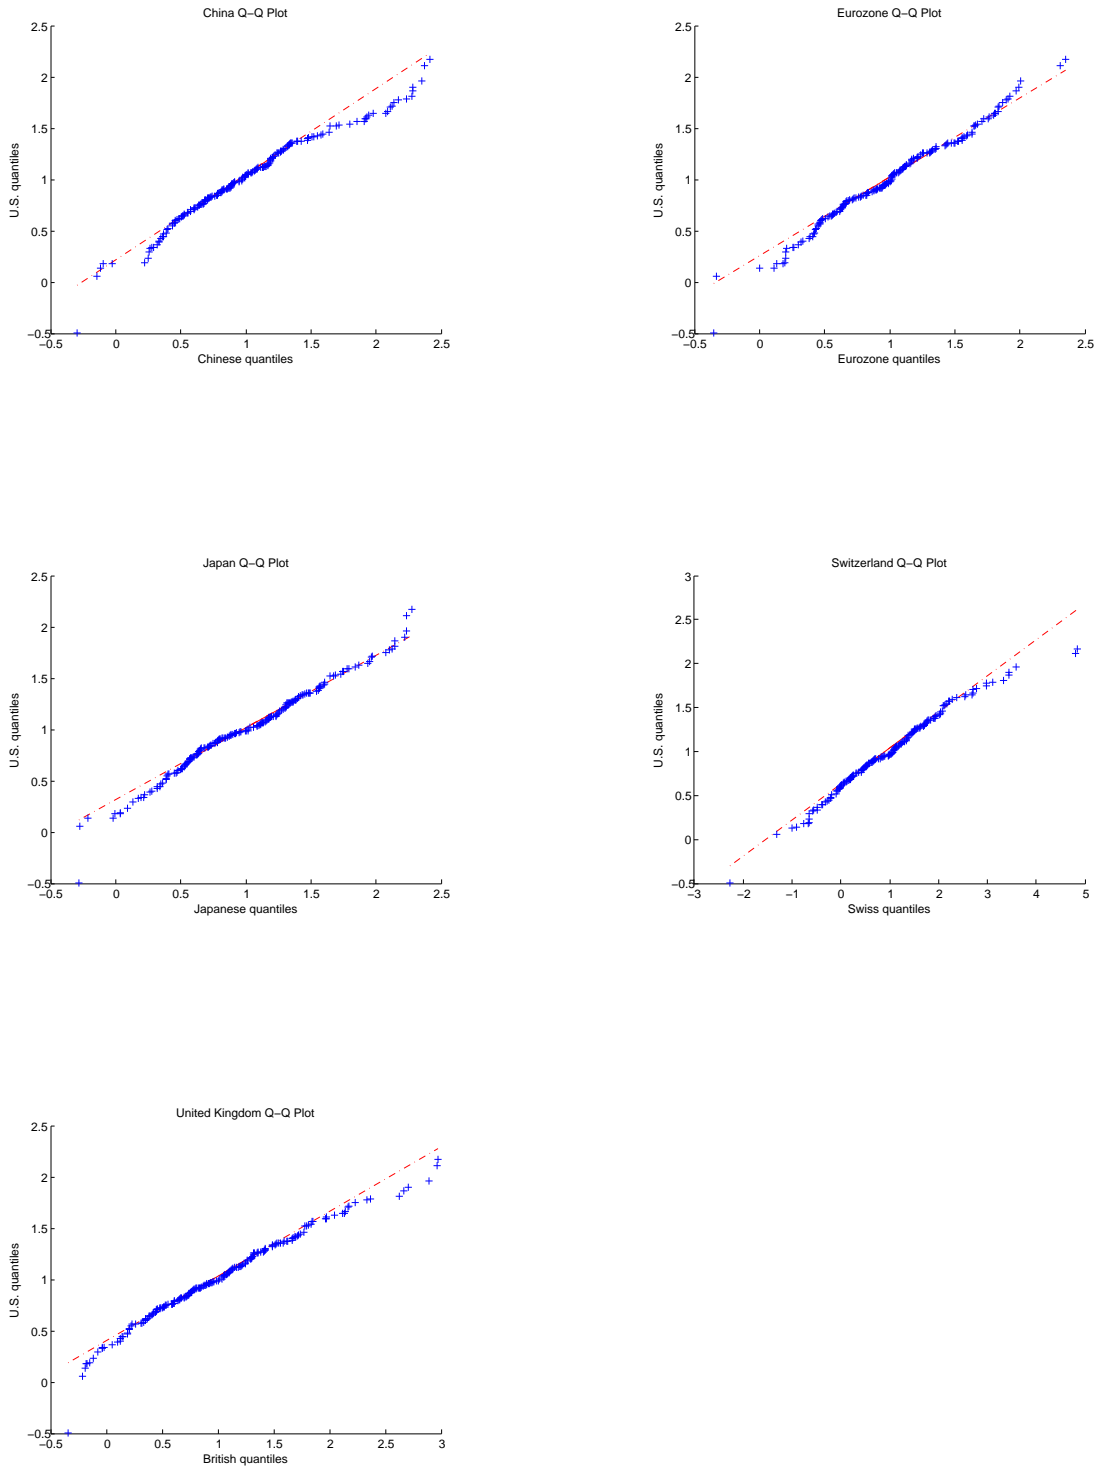 China Q−Q Plot
2.5
2
1.5
1
0.5
0
−0.5
U.S. quantiles
−0.5 0 0.5 1 1.5 2 2.5
Chinese quantiles
Eurozone Q−Q Plot
2.5
2
1.5
1
0.5
0
−0.5
U.S. quantiles
−0.5 0 0.5 1 1.5 2 2.5
Eurozone quantiles
Japan Q−Q Plot
2.5
2
1.5
1
0.5
0
−0.5
U.S. quantiles
−0.5 0 0.5 1 1.5 2 2.5
Japanese quantiles
Switzerland Q−Q Plot
3
2.5
2
1.5
1
0.5
0
−0.5
U.S. quantiles
−3 −2 −1 0 1 2 3 4 5
Swiss quantiles
United Kingdom Q−Q Plot
2.5
2
1.5
1
0.5
0
−0.5
U.S. quantiles
−0.5 0 0.5 1 1.5 2 2.5 3
British quantiles